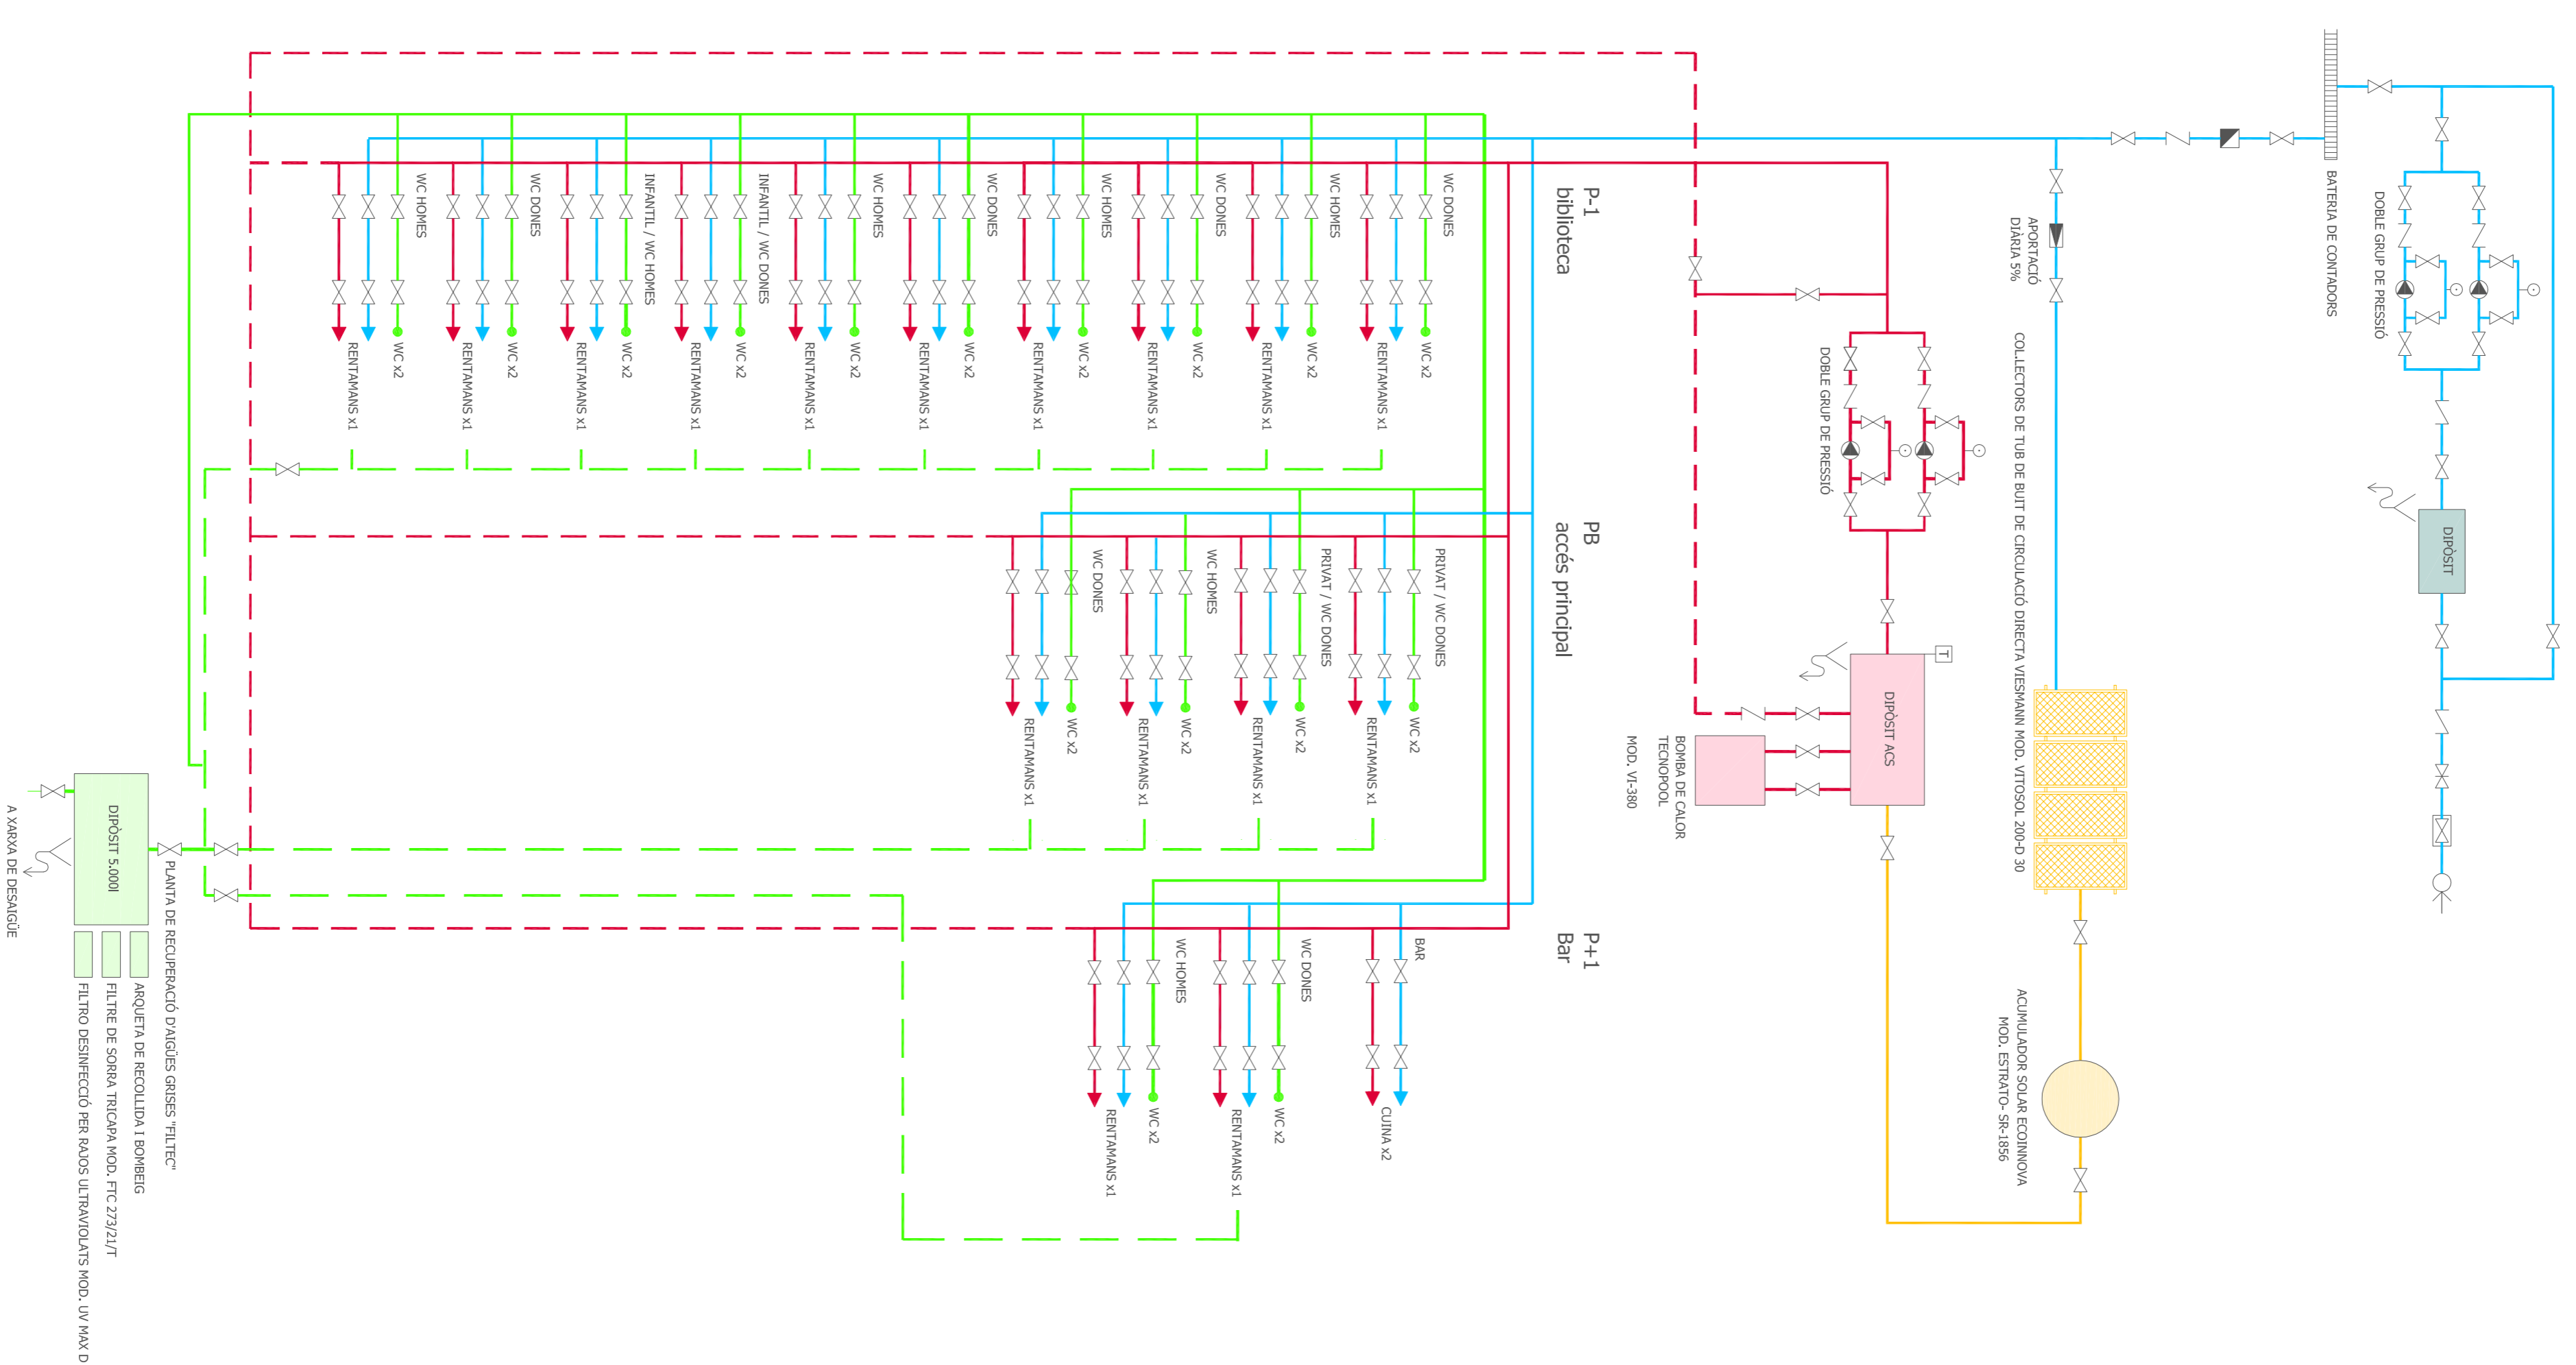 BATERIA DE CONTADORS
DOBLE GRUP DE PRESSIÓ
DIPÒSIT
APORTACIÓ
DIÀRIA 5%
COL.LECTORS DE TUB DE BUIT DE CIRCULACIÓ DIRECTA VIESMANN MOD. VITOSOL 200-D 30
ACUMULADOR SOLAR ECOINNOVA
MOD. ESTRATO- SR-1856
DOBLE GRUP DE PRESSIÓ
T
DIPÒSIT ACS
BOMBA DE CALOR
TECNOPOOL
MOD. VI-380
P-1
biblioteca
WC DONES
WC x2
RENTAMANS x1
WC HOMES
WC x2
RENTAMANS x1
WC DONES
WC x2
RENTAMANS x1
WC HOMES
WC x2
RENTAMANS x1
WC DONES
WC x2
RENTAMANS x1
WC HOMES
WC x2
RENTAMANS x1
INFANTIL / WC DONES
WC x2
RENTAMANS x1
INFANTIL / WC HOMES
WC x2
RENTAMANS x1
WC DONES
WC x2
RENTAMANS x1
WC HOMES
WC x2
RENTAMANS x1
PB
accés principal
PRIVAT / WC DONES
WC x2
RENTAMANS x1
PRIVAT / WC DONES
WC x2
RENTAMANS x1
WC HOMES
WC x2
RENTAMANS x1
WC DONES
WC x2
RENTAMANS x1
P+1
Bar
BAR
CUINA x2
WC DONES
WC x2
RENTAMANS x1
WC HOMES
WC x2
RENTAMANS x1
PLANTA DE RECUPERACIÓ D'AIGÜES GRISES "FILTEC"
ARQUETA DE RECOLLIDA I BOMBEIG
FILTRE DE SORRA TRICAPA MOD. FTC 273/21/T
FILTRO DESINFECCIÓ PER RAJOS ULTRAVIOLATS MOD. UV MAX D
DIPÒSIT 5.000l
A XARXA DE DESAIGÜE